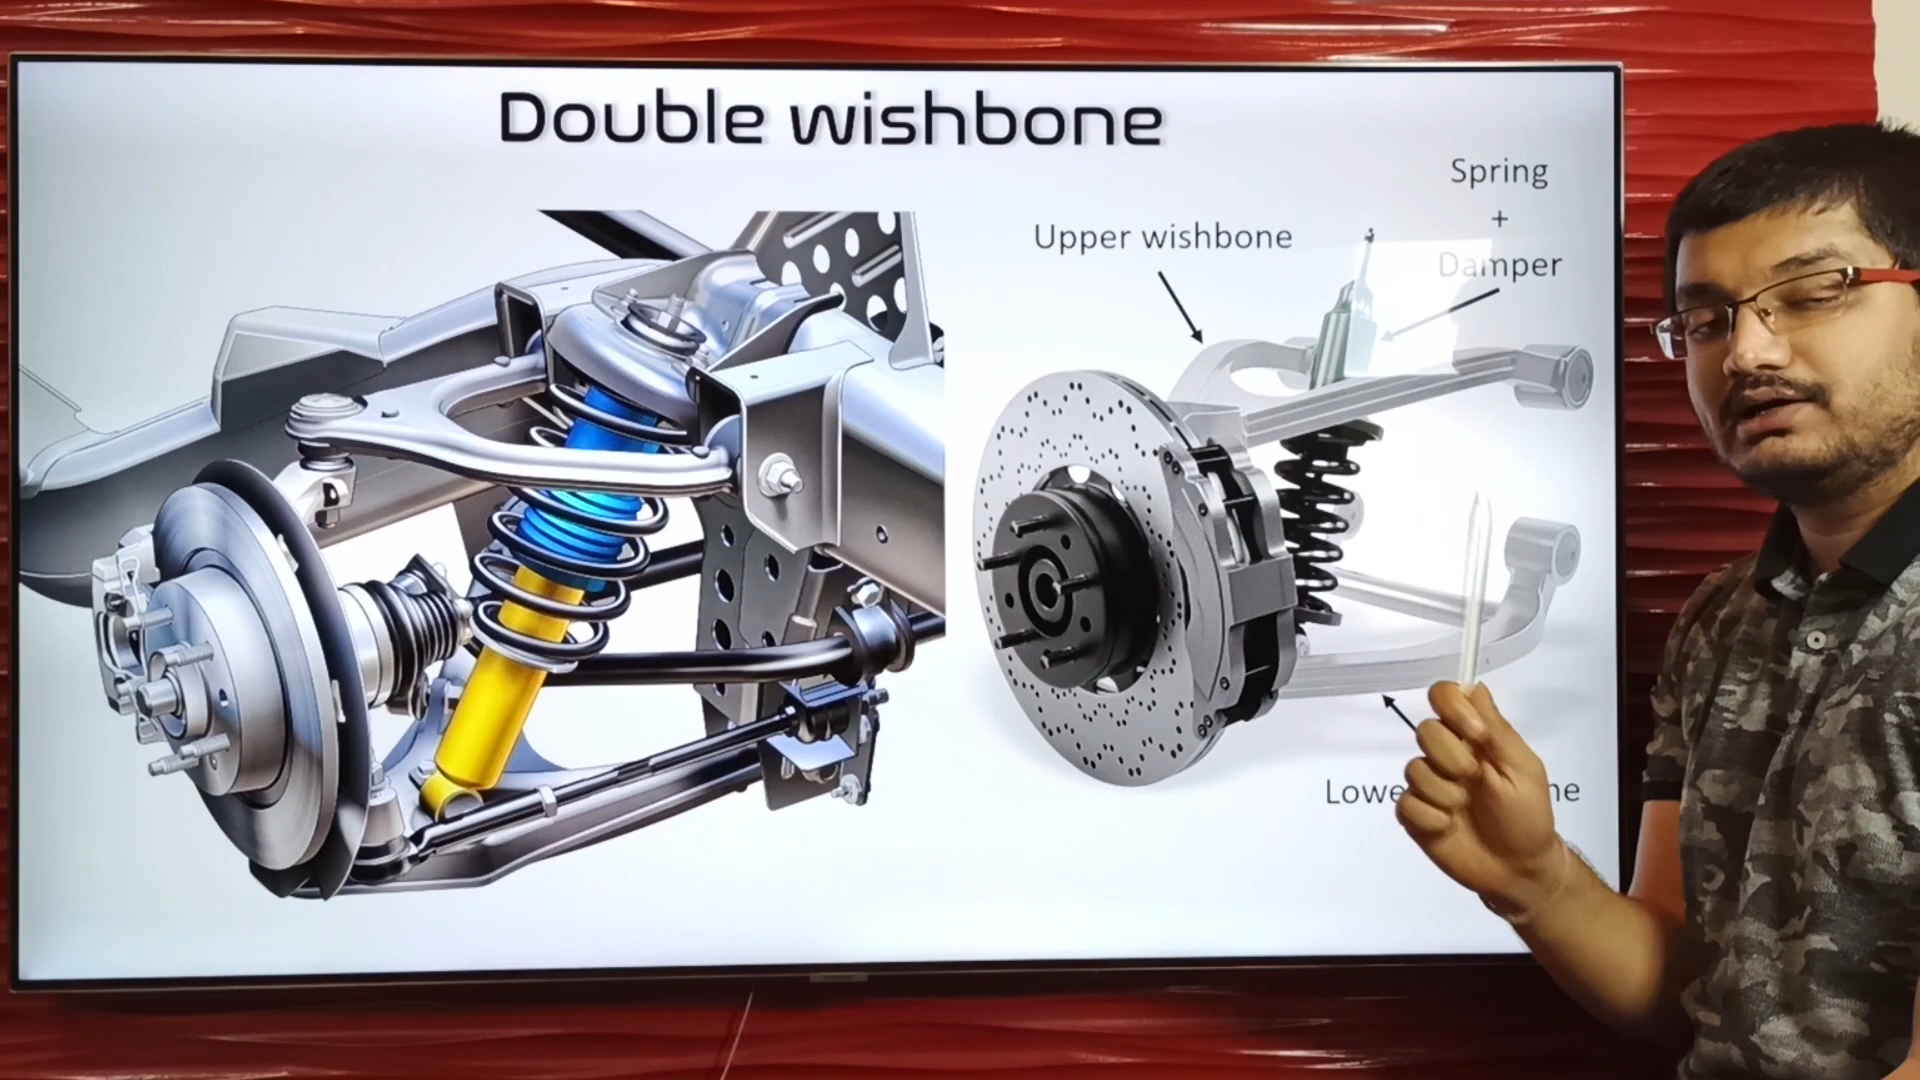 Double wishbone
Spring
+
Damper
Upper wishbone